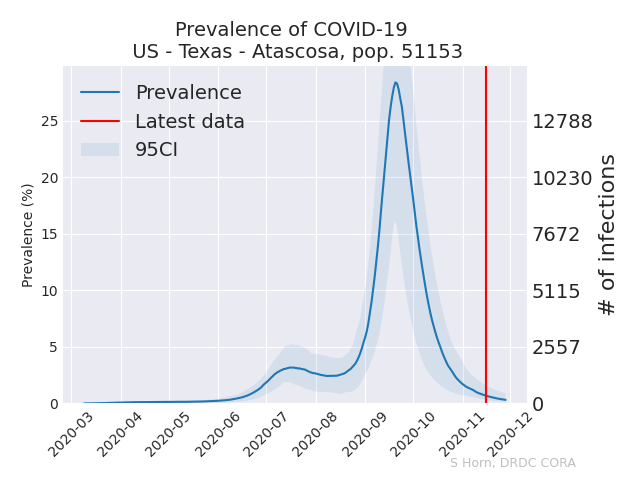 Prevalence of COVID-19
US - Texas - Atascosa, pop. 51153
Prevalence
Latest data
95CI
Prevalence (%)
25
20
15
10
5
0
12788
10230
7672
5115
2557
0
# of infections
2020-03
2020-04
2020-05
2020-06
2020-07
2020-08
2020-09
2020-10
2020-11
2020-12
S Horn, DRDC CORA